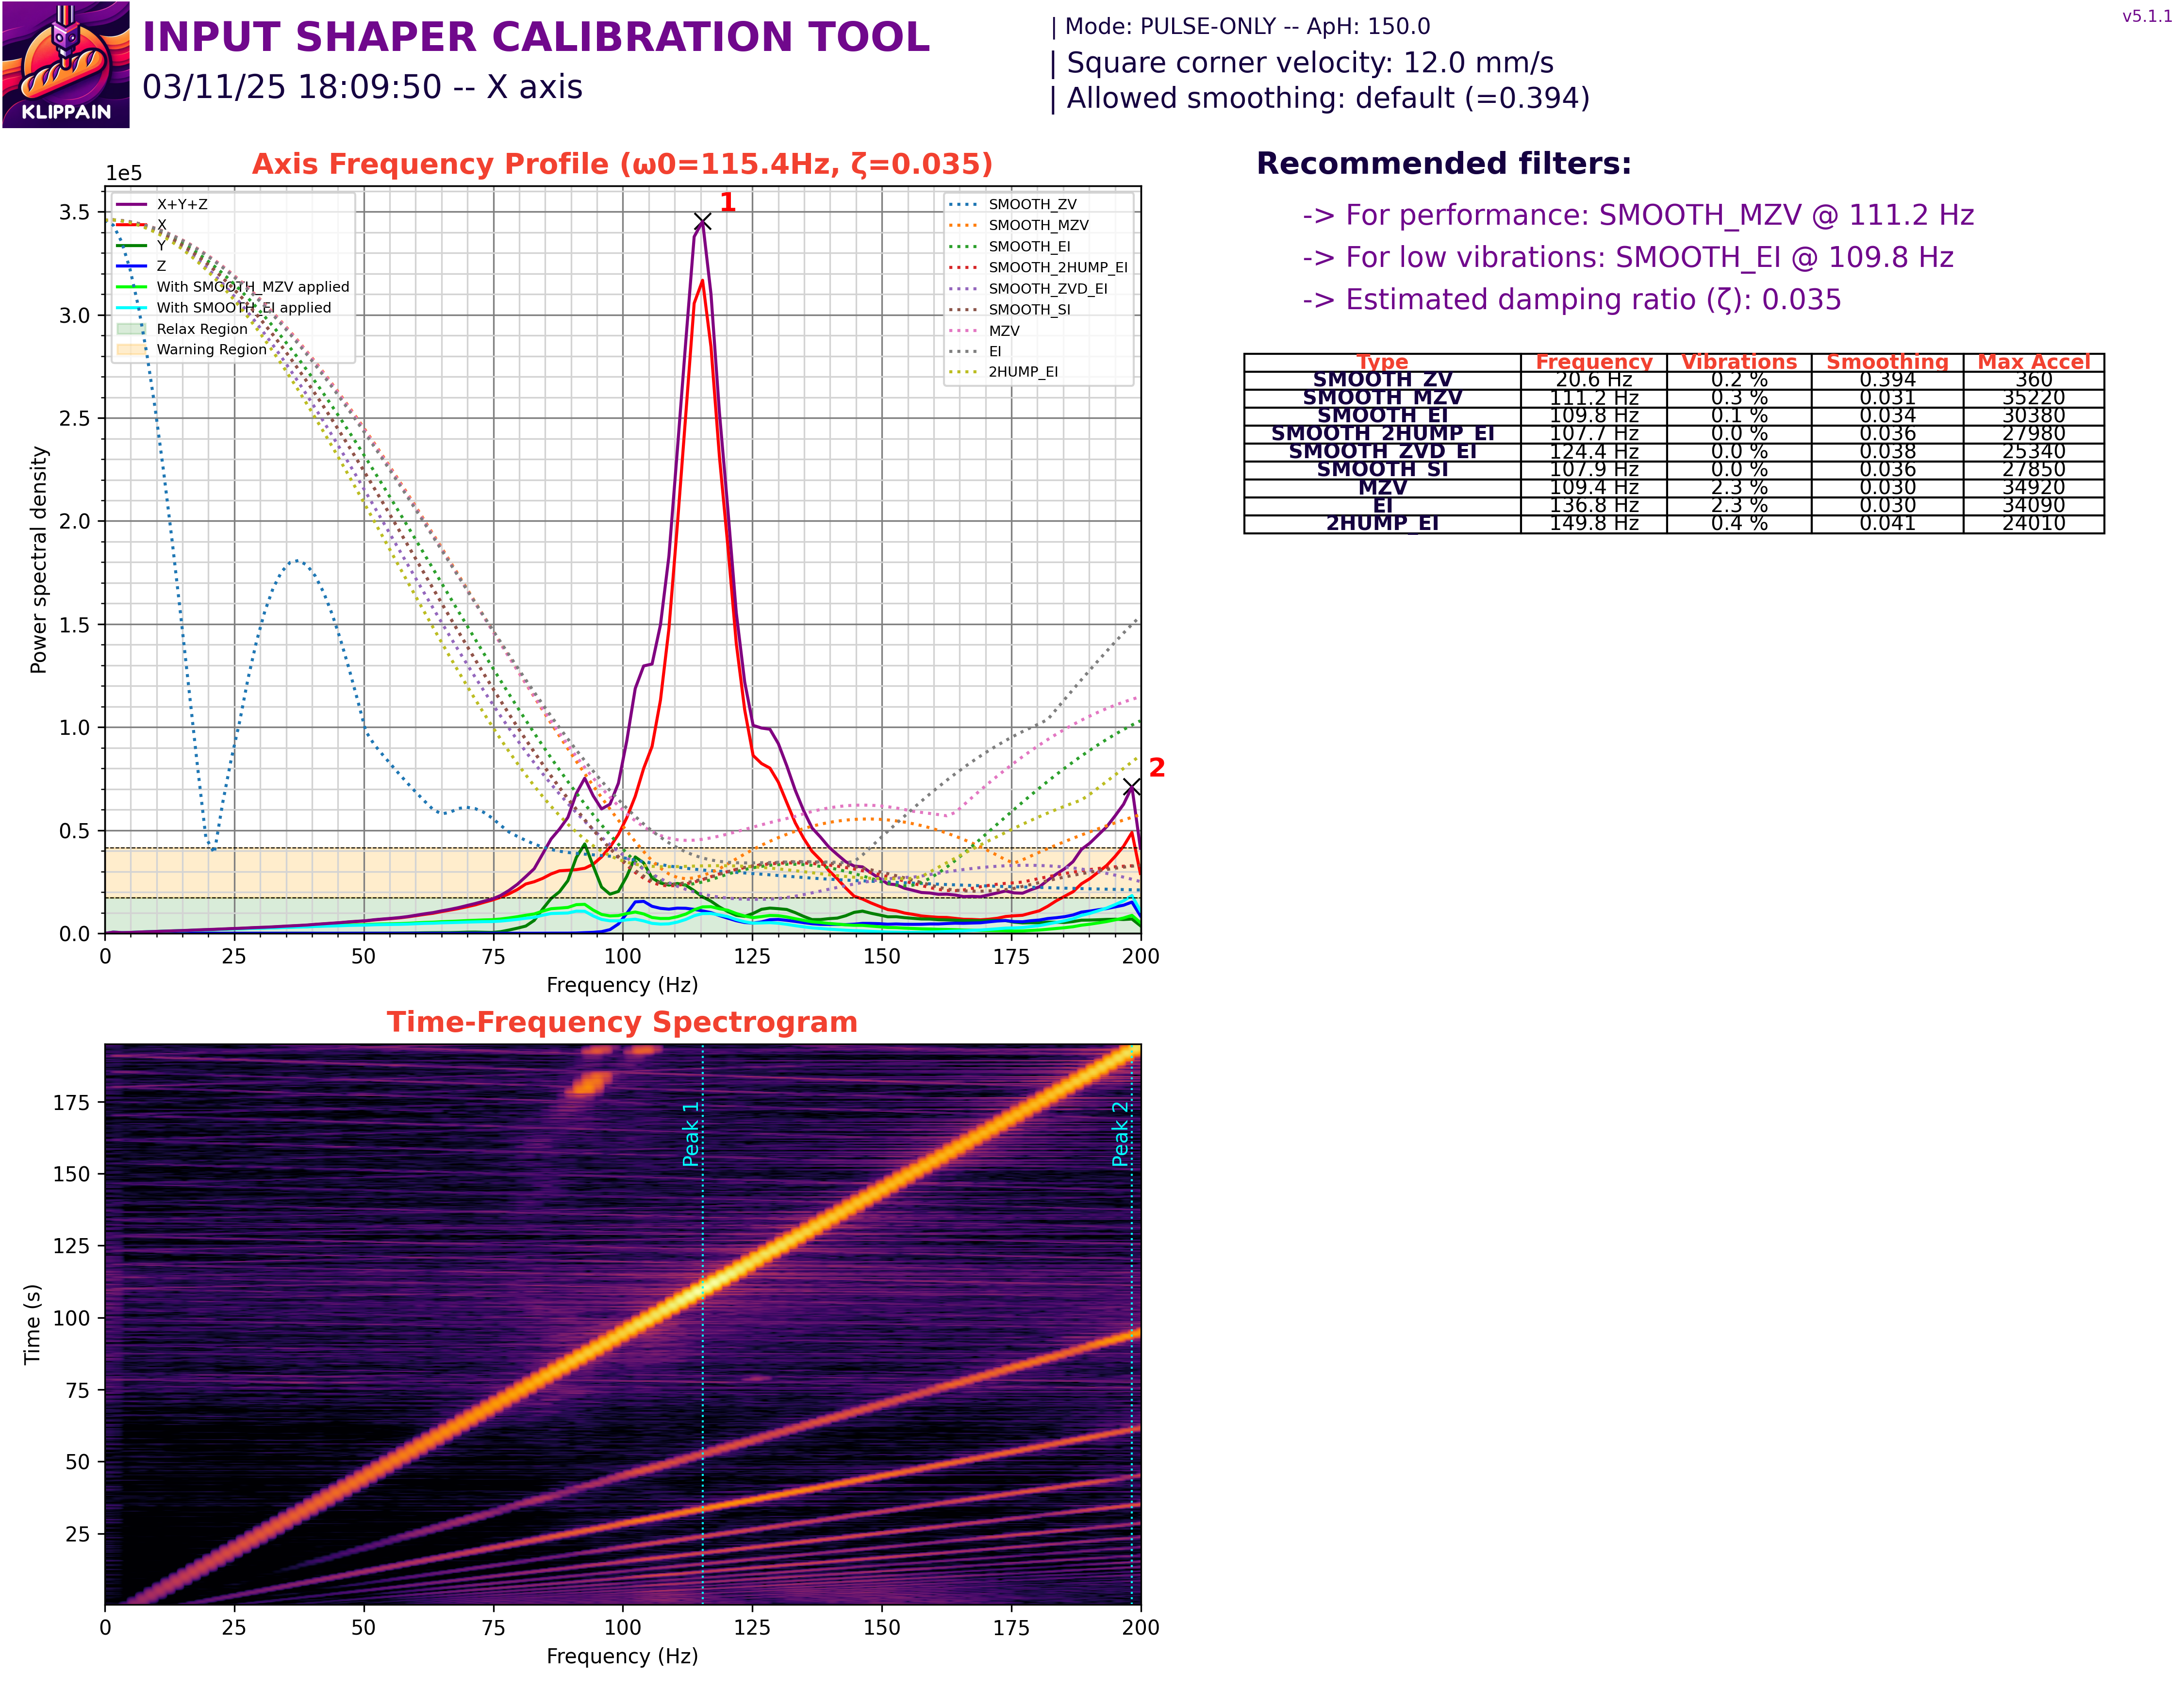 KLIPPAIN
INPUT SHAPER CALIBRATION TOOL
03/11/25 18:09:50 -- X axis
| Mode: PULSE-ONLY -- ApH: 150.0
| Square corner velocity: 12.0 mm/s
| Allowed smoothing: default (=0.394)
v5.1.1
Axis Frequency Profile (ω0=115.4Hz, ζ=0.035)
1e5
3.5
3.0
2.5
2.0
1.5
1.0
0.5
0.0
Power spectral density
X+Y+Z
X
Y
Z
With SMOOTH_MZV applied
With SMOOTH_EI applied
Relax Region
Warning Region
1
2
SMOOTH_ZV
SMOOTH_MZV
SMOOTH_EI
SMOOTH_2HUMP_EI
SMOOTH_ZVD_EI
SMOOTH_SI
MZV
EI
2HUMP_EI
0 25 50 75 100 125 150 175 200
Frequency (Hz)
Recommended filters:
-> For performance: SMOOTH_MZV @ 111.2 Hz
-> For low vibrations: SMOOTH_EI @ 109.8 Hz
-> Estimated damping ratio (ζ): 0.035
Type Frequency Vibrations Smoothing Max Accel
SMOOTH_ZV 20.6 Hz 0.2 % 0.394 360
SMOOTH_MZV 111.2 Hz 0.3 % 0.031 35220
SMOOTH_EI 109.8 Hz 0.1 % 0.034 30380
SMOOTH_2HUMP_EI 107.7 Hz 0.0 % 0.036 27980
SMOOTH_ZVD_EI 124.4 Hz 0.0 % 0.038 25340
SMOOTH_SI 107.9 Hz 0.0 % 0.036 27850
MZV 109.4 Hz 2.3 % 0.030 34920
EI 136.8 Hz 2.3 % 0.030 34090
2HUMP_EI 149.8 Hz 0.4 % 0.041 24010
Time-Frequency Spectrogram
175
150
125
100
75
50
25
Time (s)
Peak 1
Peak 2
0 25 50 75 100 125 150 175 200
Frequency (Hz)